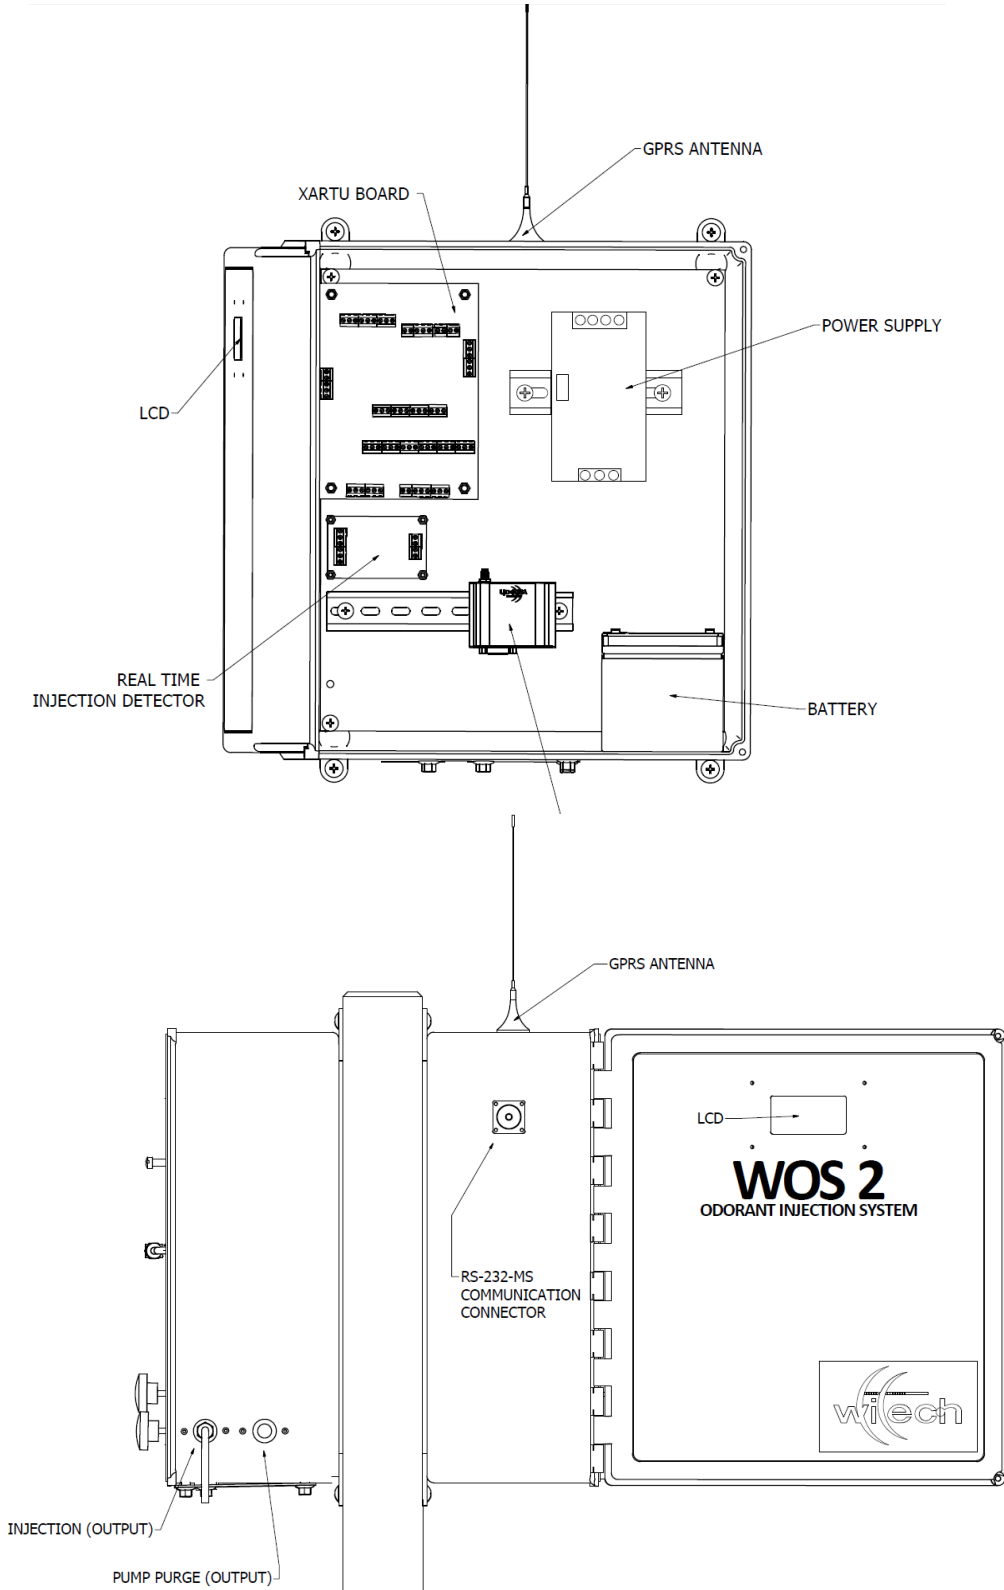 GPRS ANTENNA
XARTU BOARD
POWER SUPPLY
LCD
REAL TIME
INJECTION DETECTOR
BATTERY
GPRS ANTENNA
LCD
WOS 2
ODORANT INJECTION SYSTEM
RS-232-MS
COMMUNICATION
CONNECTOR
witech
INJECTION (OUTPUT)
PUMP PURGE (OUTPUT)